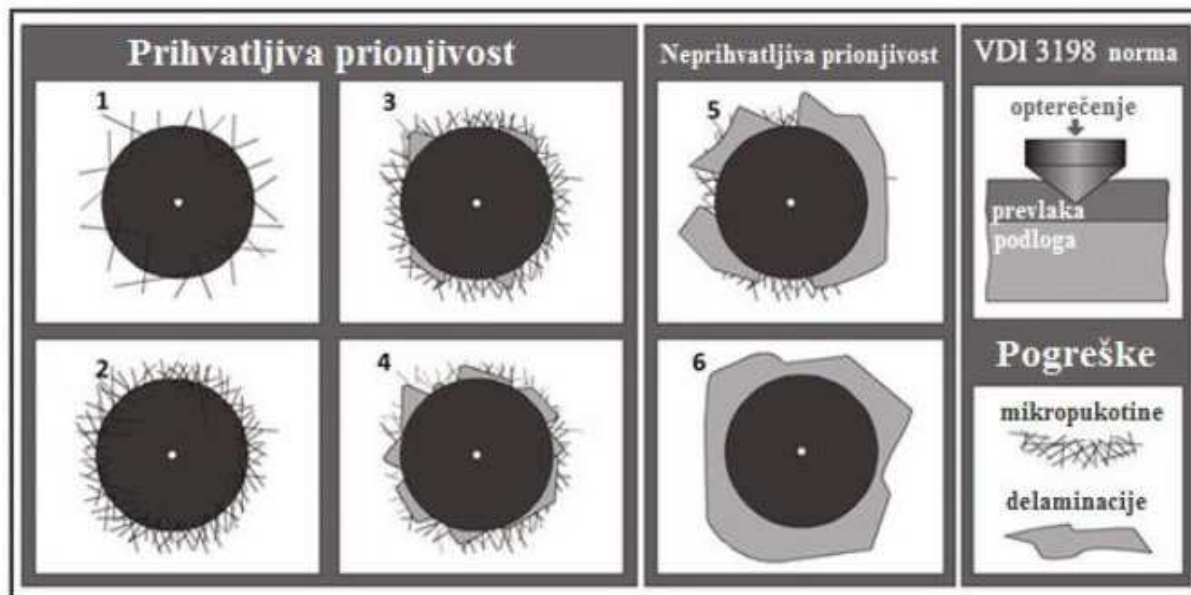 Prihvatljiva prionjivost
1
3
2
4
Neprihvatljiva prionjivost
5
6
VDI 3198 norma
opterečenje
prevlaka
podloga
Pogreške
mikropukotine
delaminacije